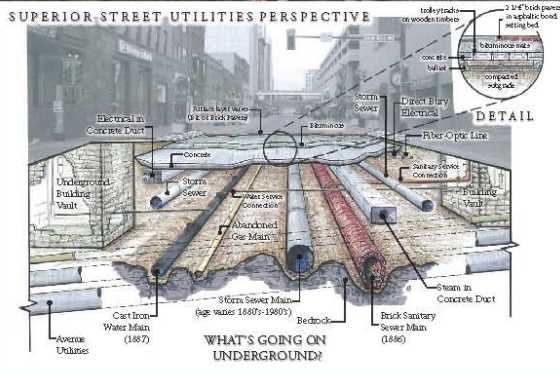 SUPERIOR STREET UTILITIES PERSPECTIVE
trolley tracks
on wooden timbers
2 1/4" brick pavers
in asphaltic bond
setting bed
bituminous
concrete
ballast
compacted
subgrade
DETAIL
Surface layer varies
(Bit. or Brick Pavers)
Bituminous
Storm
Sewer
Direct Bury
Electrical
Fiber-Optic Line
Electrical in
Concrete Duct
Concrete
Sanitary Service
Connection
Underground
Building
Vault
Storm
Sewer
Water Service
Connection
Building
Vault
Abandoned
Gas Main
Steam in
Concrete Duct
Cast Iron
Water Main
(1887)
Storm Sewer Main
(age varies 1880's-1980's)
Bedrock
Brick Sanitary
Sewer Main
(1886)
Avenue
Utilities
WHAT'S GOING ON
UNDERGROUND?